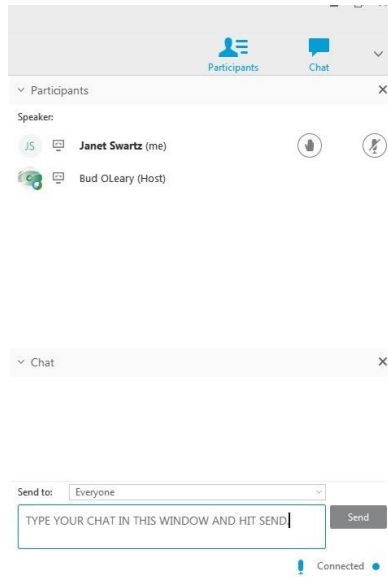 Participants
Chat
Participants
Speaker:
JS
Janet Swartz (me)
Bud OLeary (Host)
Chat
Send to: Everyone
TYPE YOUR CHAT IN THIS WINDOW AND HIT SEND
Send
Connected